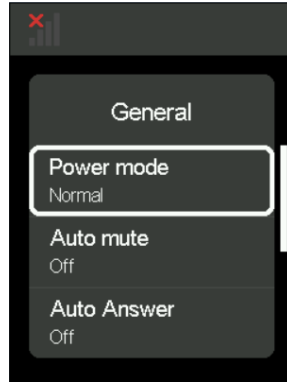 General
Power mode
Normal
Auto mute
Off
Auto Answer
Off